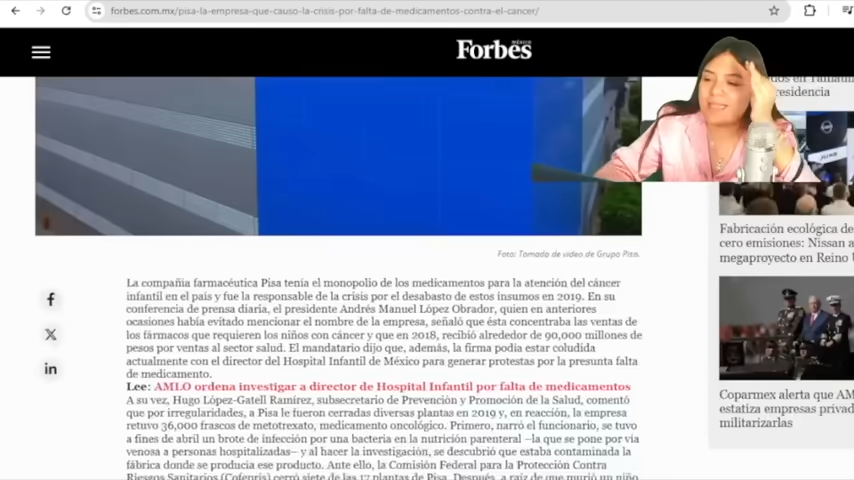 forbes.com.mx/pisa-la-empresa-que-causo-la-crisis-por-falta-de-medicamentos-contra-el-cancer/
Forbes
MÉXICO
residencia
Foto: Tomado de video de Grupo Pisa.
La compañía farmacéutica Pisa tenía el monopolio de los medicamentos para la atención del cáncer
infantil en el país y fue la responsable de la crisis por el desabasto de estos insumos en 2019. En su
conferencia de prensa diaria, el presidente Andrés Manuel López Obrador, quien en anteriores
ocasiones había evitado mencionar el nombre de la empresa, señaló que ésta concentraba las ventas de
los fármacos que requieren los niños con cáncer y que en 2018, recibió alrededor de 90,000 millones de
pesos por ventas al sector salud. El mandatario dijo que, además, la firma podía estar coludida
actualmente con el director del Hospital Infantil de México para generar protestas por la presunta falta
de medicamento.
Lee: AMLO ordena investigar a director de Hospital Infantil por falta de medicamentos
A su vez, Hugo López-Gatell Ramírez, subsecretario de Prevención y Promoción de la Salud, comentó
que por irregularidades, a Pisa le fueron cerradas diversas plantas en 2019 y, en reacción, la empresa
retuvo 36,000 frascos de metotrexato, medicamento oncológico. Primero, narró el funcionario, se tuvo
a fines de abril un brote de infección por una bacteria en la nutrición parenteral –la que se pone por vía
venosa a personas hospitalizadas– y al hacer la investigación, se descubrió que estaba contaminada la
fábrica donde se producía ese producto. Ante ello, la Comisión Federal para la Protección Contra
Riesgos Sanitarios (Cofepris) cerró siete de las 17 plantas de Pisa. Después, a raíz de que murió un niño
Fabricación ecológica de
cero emisiones: Nissan a
megaproyecto en Reino U
Coparmex alerta que AM
estatiza empresas privad
militarizarlas